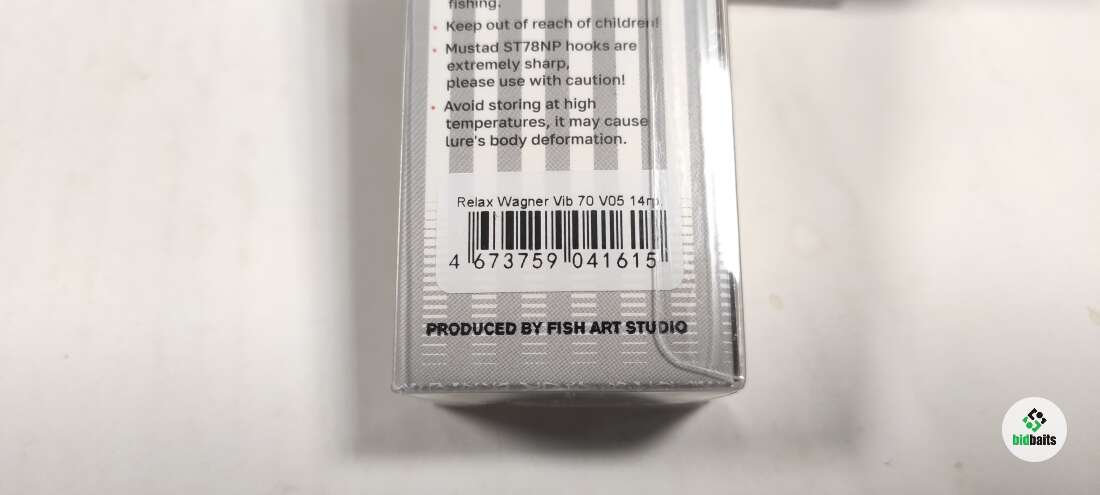 fishing.
• Keep out of reach of children!
• Mustad ST78NP hooks are
extremely sharp,
please use with caution!
• Avoid storing at high
temperatures, it may cause
lure's body deformation.
Relax Wagner Vib 70 V05 14гр.
4 673759 041615
PRODUCED BY FISH ART STUDIO
bidbaits